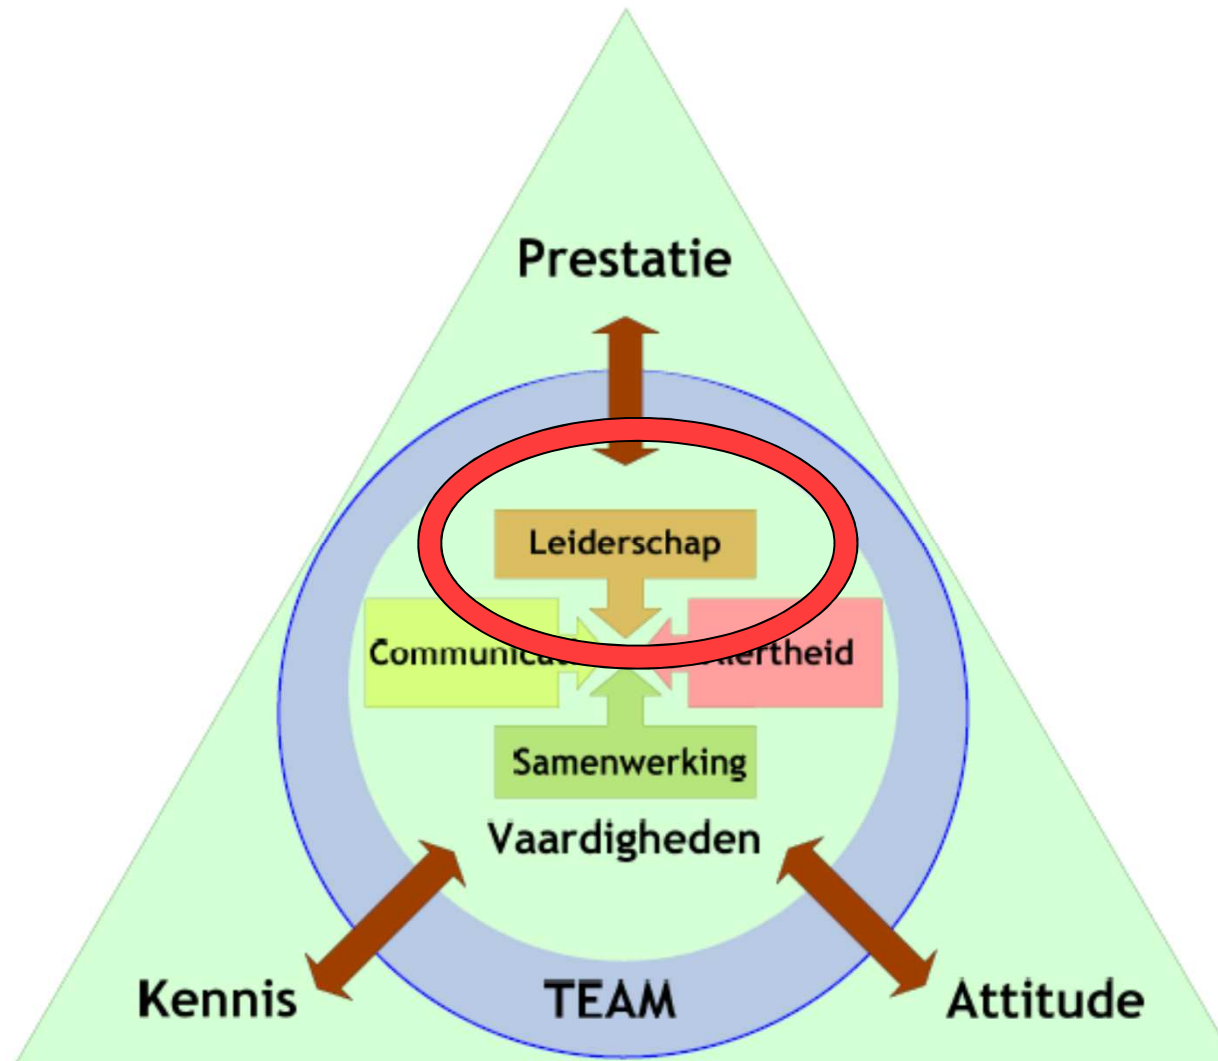 Prestatie
Leiderschap
Samenwerking
Vaardigheden
Kennis
TEAM
Attitude